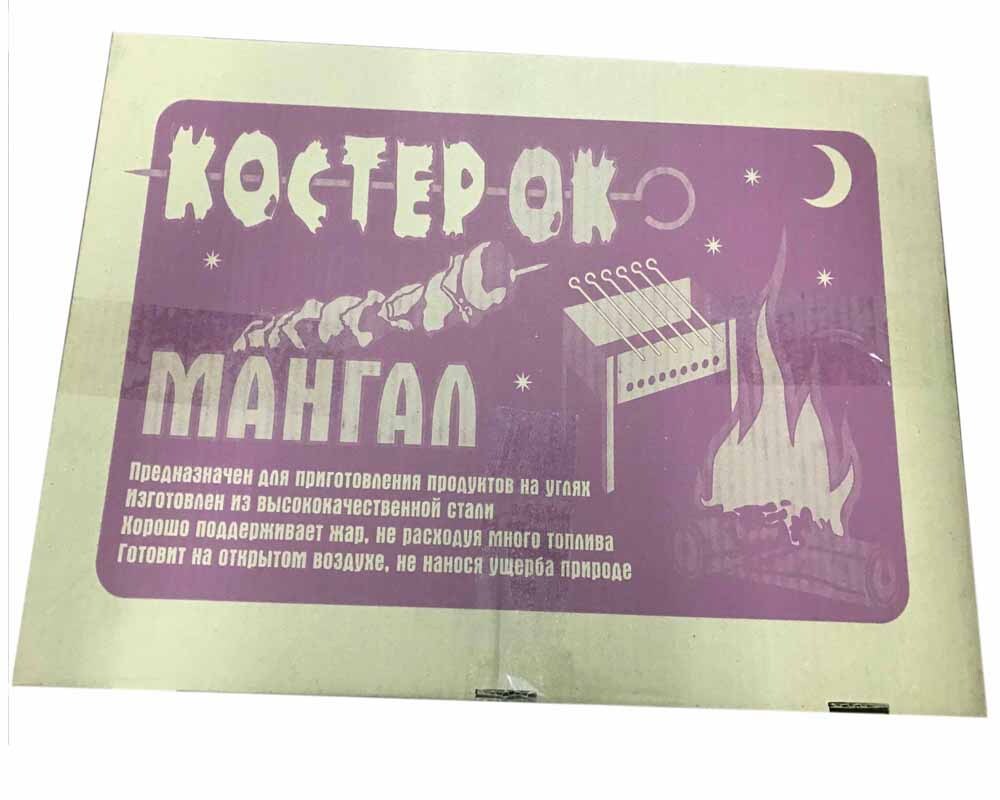 КОСТЕРОК
МАНГАЛ
Предназначен для приготовления продуктов на углях
Изготовлен из высококачественной стали
Хорошо поддерживает жар, не расходуя много топлива
Готовит на открытом воздухе, не нанося ущерба природе